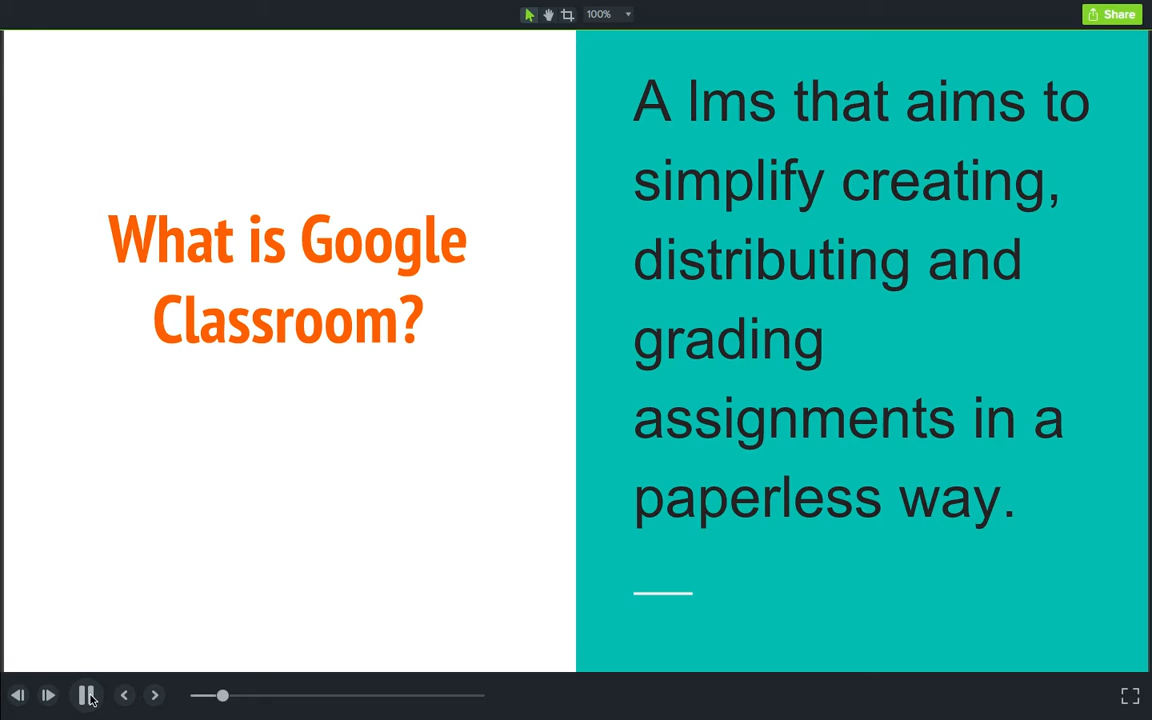 100%
Share
What is Google
Classroom?
A lms that aims to
simplify creating,
distributing and
grading
assignments in a
paperless way.